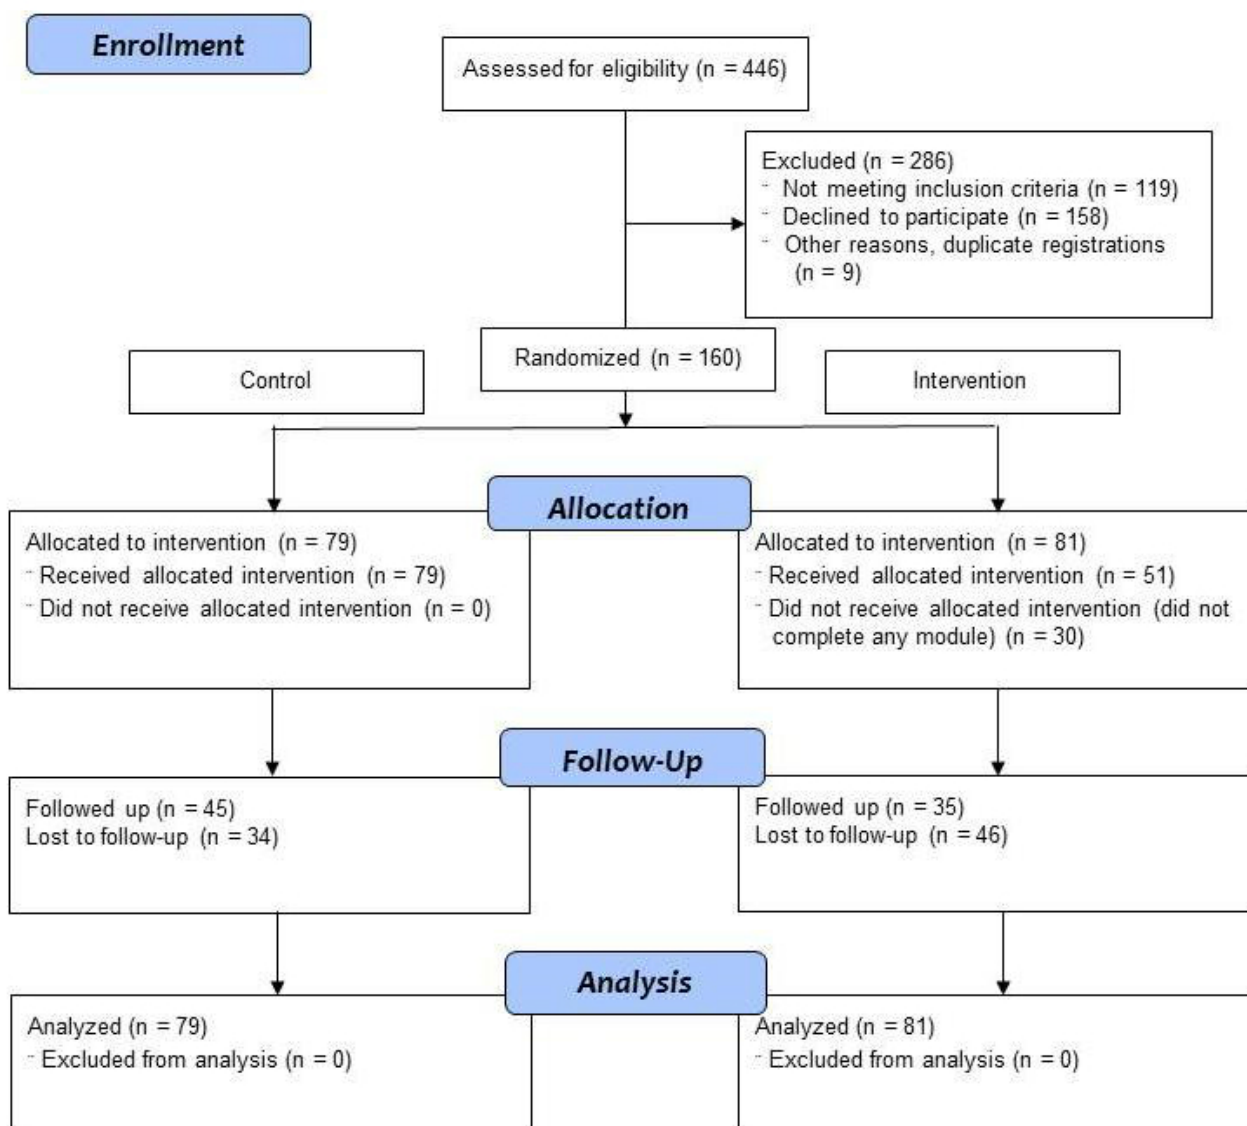 Enrollment
Assessed for eligibility (n = 446)
Excluded (n = 286)
¨ Not meeting inclusion criteria (n = 119)
¨ Declined to participate (n = 158)
¨ Other reasons, duplicate registrations
(n = 9)
Randomized (n = 160)
Control
Intervention
Allocation
Allocated to intervention (n = 79)
¨ Received allocated intervention (n = 79)
¨ Did not receive allocated intervention (n = 0)
Allocated to intervention (n = 81)
¨ Received allocated intervention (n = 51)
¨ Did not receive allocated intervention (did not
complete any module) (n = 30)
Follow-Up
Followed up (n = 45)
Lost to follow-up (n = 34)
Followed up (n = 35)
Lost to follow-up (n = 46)
Analysis
Analyzed (n = 79)
¨ Excluded from analysis (n = 0)
Analyzed (n = 81)
¨ Excluded from analysis (n = 0)